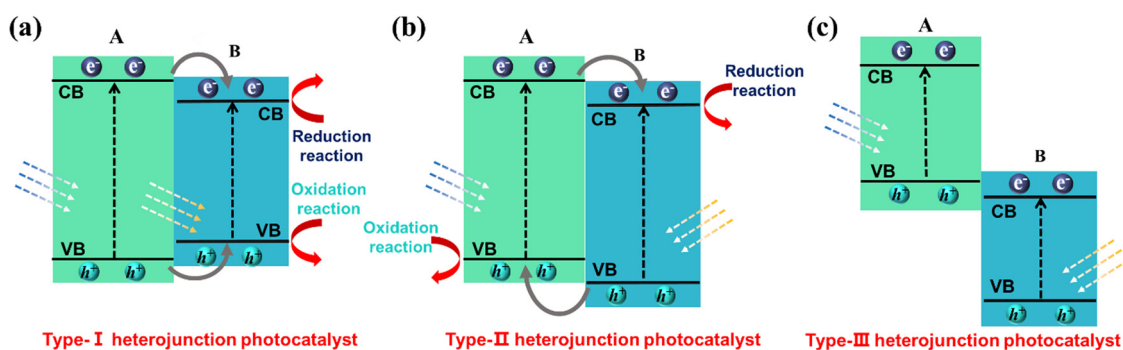 (a)
A
B
e⁻ e⁻
e⁻ e⁻
CB
CB
Reduction
reaction
Oxidation
reaction
VB
VB
h⁺ h⁺
h⁺ h⁺
Type-Ⅰ heterojunction photocatalyst
(b)
A
B
e⁻ e⁻
e⁻ e⁻
CB
CB
Reduction
reaction
Oxidation
reaction
VB
VB
h⁺ h⁺
h⁺ h⁺
Type-Ⅱ heterojunction photocatalyst
(c)
A
e⁻ e⁻
CB
VB
h⁺ h⁺
B
e⁻ e⁻
CB
VB
h⁺ h⁺
Type-Ⅲ heterojunction photocatalyst